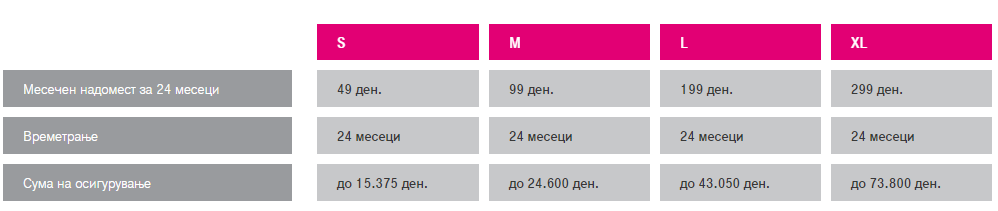 S M L XL
Месечен надомест за 24 месеци 49 ден. 99 ден. 199 ден. 299 ден.
Времетрање 24 месеци 24 месеци 24 месеци 24 месеци
Сума на осигурување до 15.375 ден. до 24.600 ден. до 43.050 ден. до 73.800 ден.